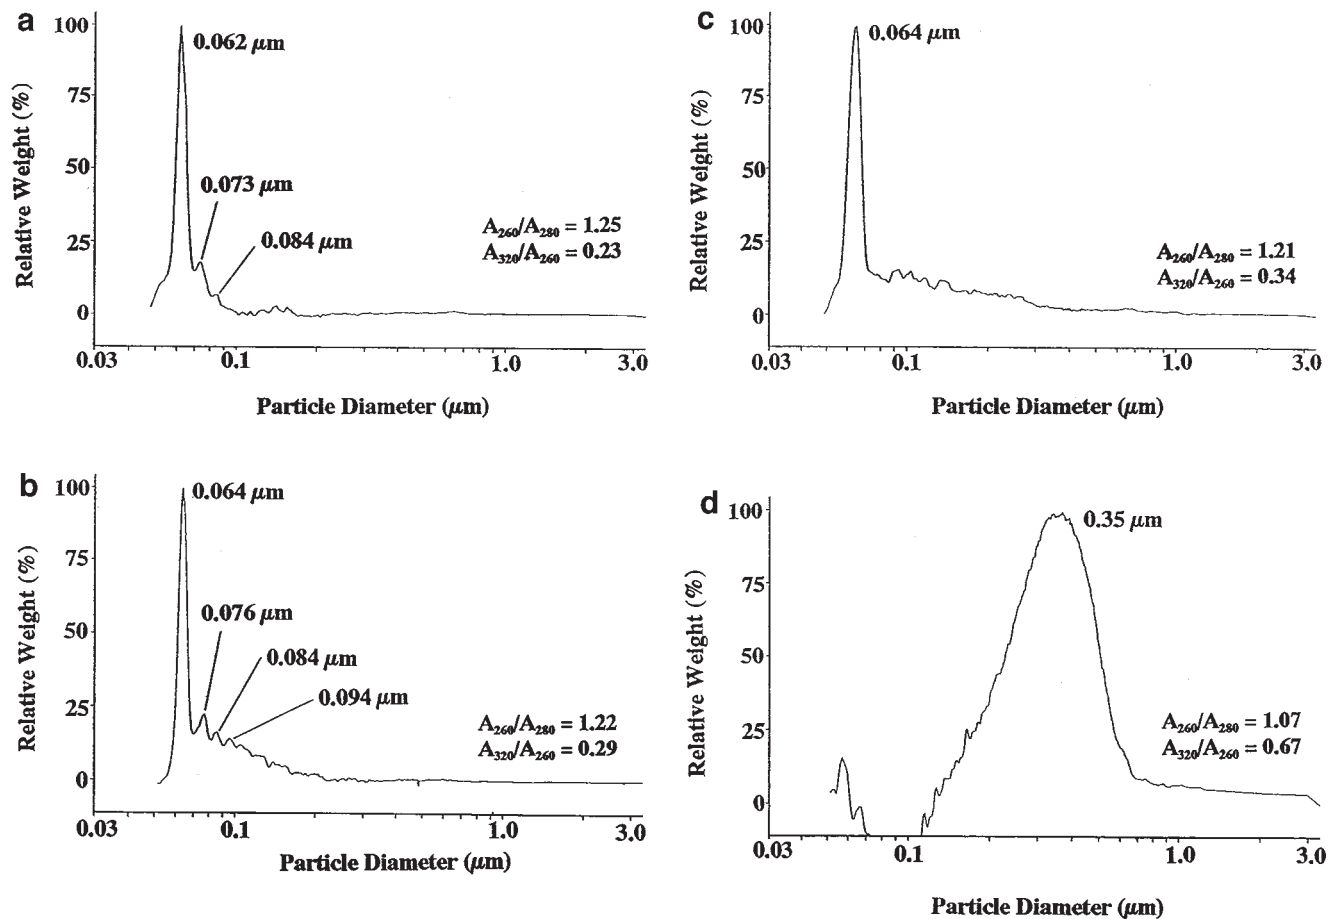 a
100
75
50
25
0
Relative Weight (%)
0.062 μm
0.073 μm
0.084 μm
A₂₆₀/A₂₈₀ = 1.25
A₃₂₀/A₂₆₀ = 0.23
0.03
0.1
1.0
3.0
Particle Diameter (μm)
c
100
75
50
25
0
Relative Weight (%)
0.064 μm
A₂₆₀/A₂₈₀ = 1.21
A₃₂₀/A₂₆₀ = 0.34
0.03
0.1
1.0
3.0
Particle Diameter (μm)
b
100
75
50
25
0
Relative Weight (%)
0.064 μm
0.076 μm
0.084 μm
0.094 μm
A₂₆₀/A₂₈₀ = 1.22
A₃₂₀/A₂₆₀ = 0.29
0.03
0.1
1.0
3.0
Particle Diameter (μm)
d
100
75
50
25
0
Relative Weight (%)
0.35 μm
A₂₆₀/A₂₈₀ = 1.07
A₃₂₀/A₂₆₀ = 0.67
0.03
0.1
1.0
3.0
Particle Diameter (μm)